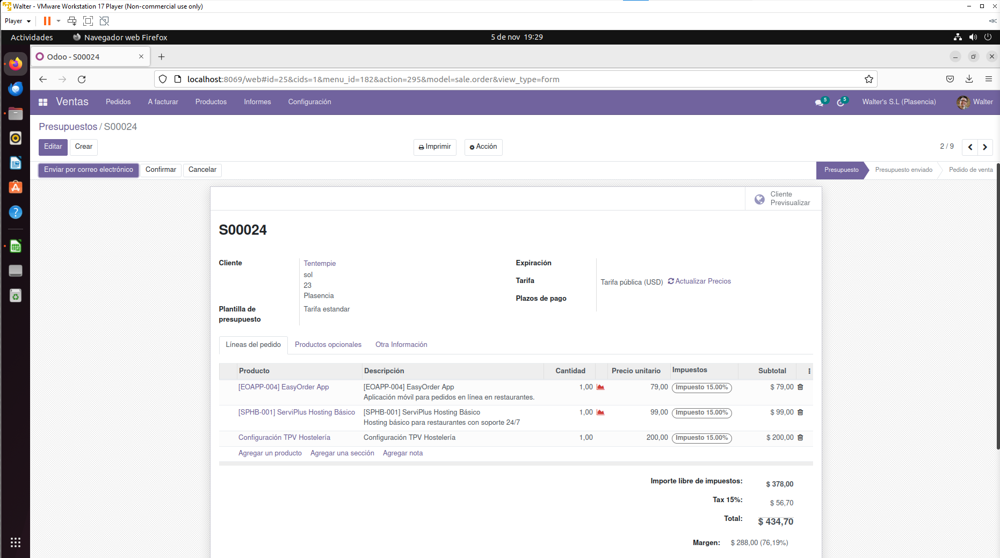 Walter - VMware Workstation 17 Player (Non-commercial use only)
Player
Actividades
Navegador web Firefox
5 de nov 19:29
Odoo - S00024
localhost:8069/web#id=25&cids=1&menu_id=182&action=295&model=sale.order&view_type=form
Ventas
Pedidos
A facturar
Productos
Informes
Configuración
5
5
Walter's S.L (Plasencia)
Walter
Presupuestos / S00024
Editar
Crear
Imprimir
Acción
2 / 9
Enviar por correo electrónico
Confirmar
Cancelar
Presupuesto
Presupuesto enviado
Pedido de venta
Cliente
Previsualizar
S00024
Cliente
Tentempie
sol
23
Plasencia
Plantilla de
presupuesto
Tarifa estandar
Expiración
Tarifa
Tarifa pública (USD)
Actualizar Precios
Plazos de pago
Líneas del pedido
Productos opcionales
Otra Información
Producto Descripción Cantidad Precio unitario Impuestos Subtotal
[EOAPP-004] EasyOrder App [EOAPP-004] EasyOrder App 1,00 79,00 Impuesto 15.00% $ 79,00
Aplicación móvil para pedidos en línea en restaurantes.
[SPHB-001] ServiPlus Hosting Básico [SPHB-001] ServiPlus Hosting Básico 1,00 99,00 Impuesto 15.00% $ 99,00
Hosting básico para restaurantes con soporte 24/7
Configuración TPV Hostelería Configuración TPV Hostelería 1,00 200,00 Impuesto 15.00% $ 200,00
Agregar un producto Agregar una sección Agregar nota
Importe libre de impuestos: $ 378,00
Tax 15%: $ 56,70
Total: $ 434,70
Margen: $ 288,00 (76,19%)